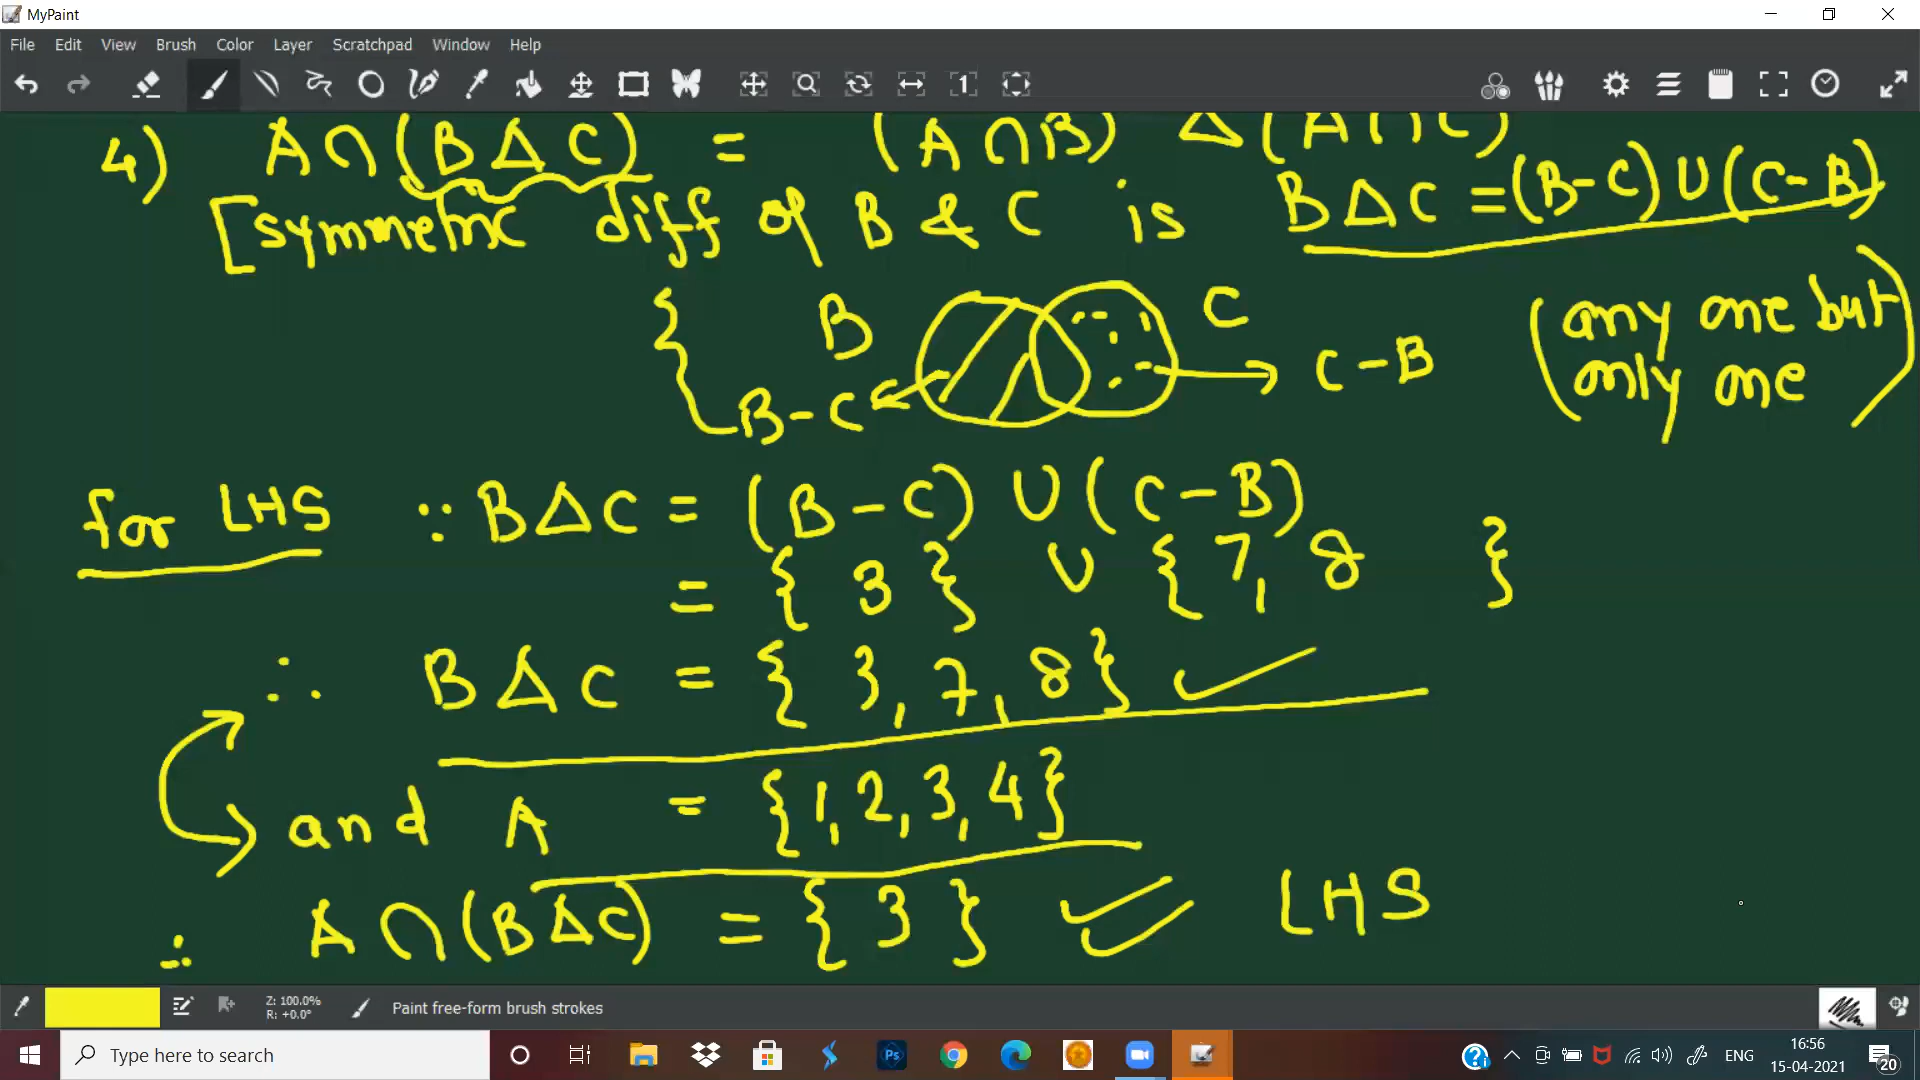 MyPaint
File Edit View Brush Color Layer Scratchpad Window Help
4) A∩(BΔC) = (A∩B) Δ(A∩C)
[symmetric diff of B & C is BΔC =(B-C)∪(C-B)
{ B C (any one but
B-C C-B only one)
for LHS ∵ BΔC = (B-C) ∪ (C-B)
= { 3 } ∪ { 7, 8 }
∴ BΔC = { 3, 7, 8}
and A = {1, 2, 3, 4}
∴ A∩(BΔC) = { 3 } LHS
Z: 100.0%
R: +0.0°
Paint free-form brush strokes
Type here to search
Ps
ENG
16:56
15-04-2021
20